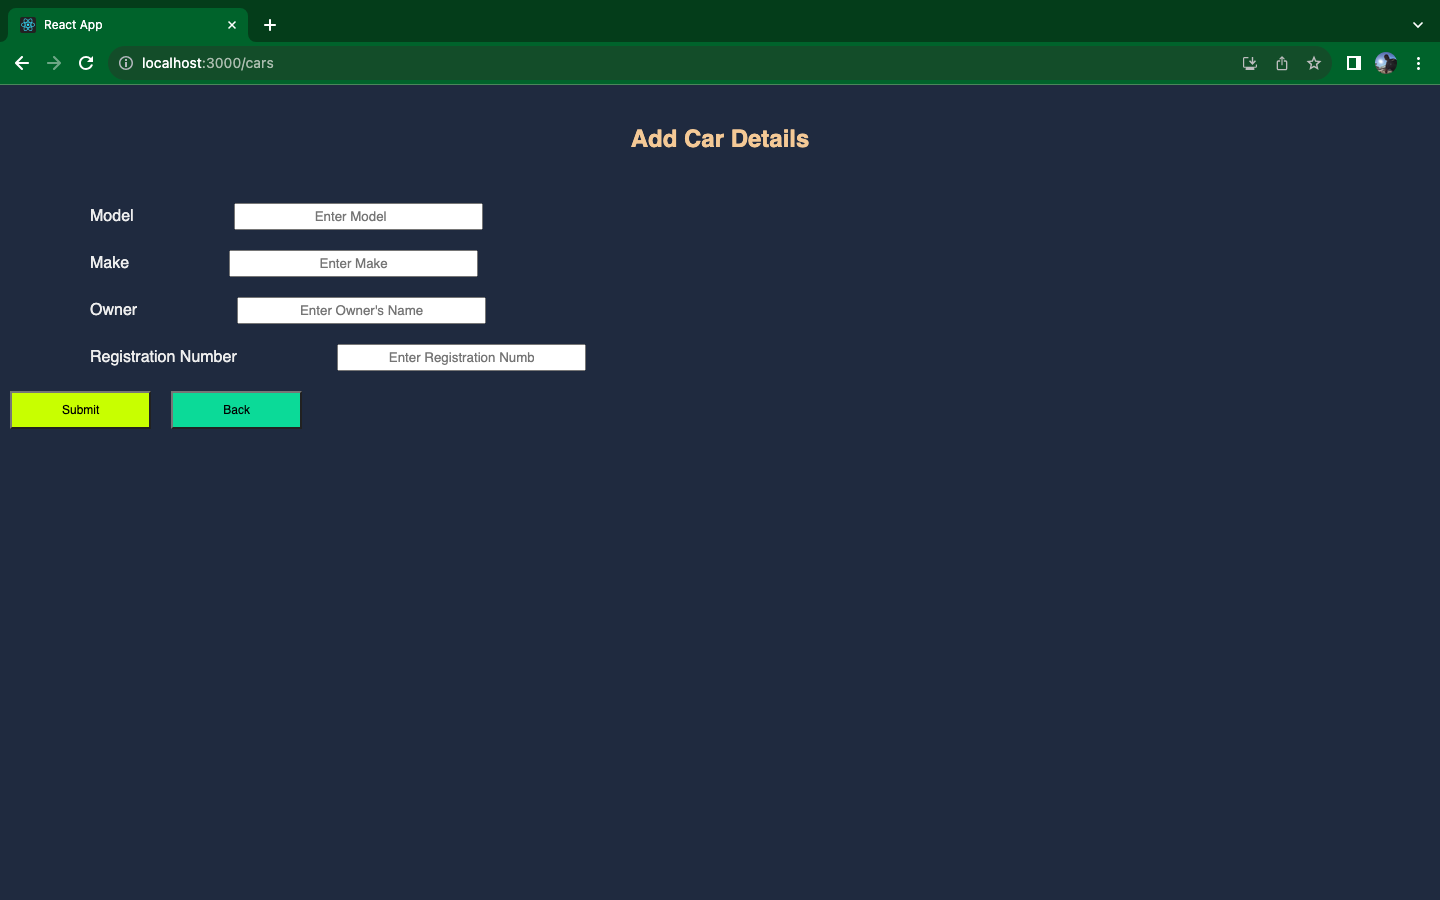 React App
localhost:3000/cars
Add Car Details
Model Enter Model
Make Enter Make
Owner Enter Owner's Name
Registration Number Enter Registration Numb
Submit Back